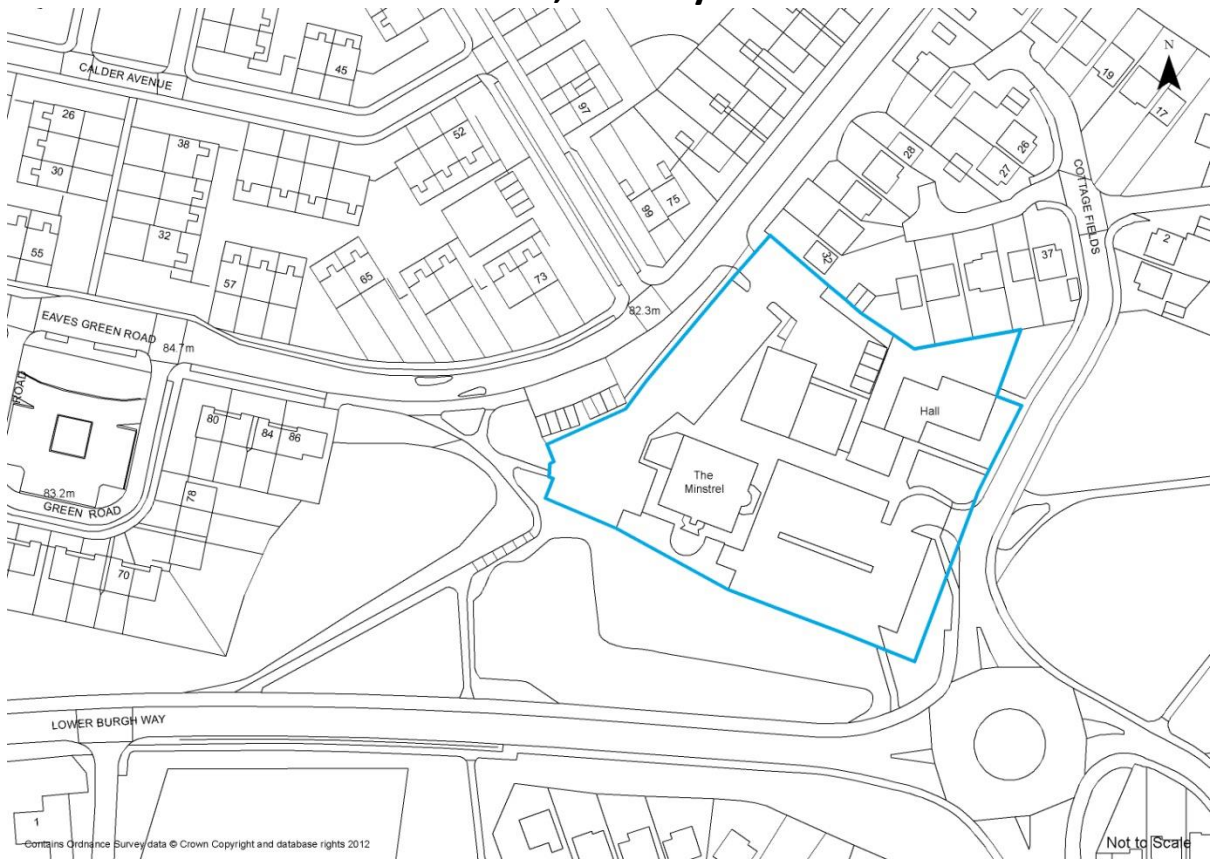 45
CALDER AVENUE
N
19
17
97
26
38
52
28
26
30
27
COTTAGE FIELDS
32
99
75
55
2
57
65
73
32
37
82.3m
EAVES GREEN ROAD
84.7m
ROAD
80
84
86
Hall
The
Minstrel
83.2m
GREEN ROAD
78
70
LOWER BURGH WAY
1
Contains Ordnance Survey data © Crown Copyright and database rights 2012
Not to Scale